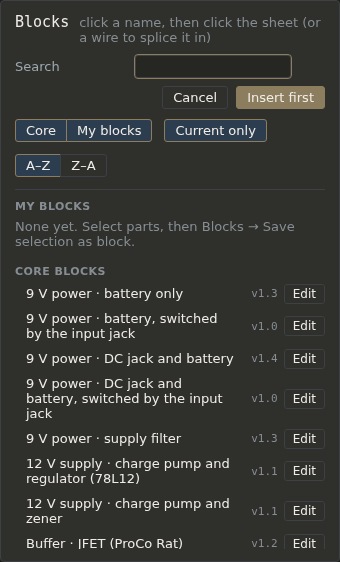 Blocks click a name, then click the sheet (or
a wire to splice it in)
Search
Cancel Insert first
Core My blocks Current only
A–Z Z–A
MY BLOCKS
None yet. Select parts, then Blocks → Save
selection as block.
CORE BLOCKS
9 V power · battery only v1.3 Edit
9 V power · battery, switched
by the input jack v1.0 Edit
9 V power · DC jack and battery v1.4 Edit
9 V power · DC jack and
battery, switched by the input v1.0 Edit
jack
9 V power · supply filter v1.3 Edit
12 V supply · charge pump and
regulator (78L12) v1.1 Edit
12 V supply · charge pump and
zener v1.1 Edit
Buffer · JFET (ProCo Rat) v1.2 Edit